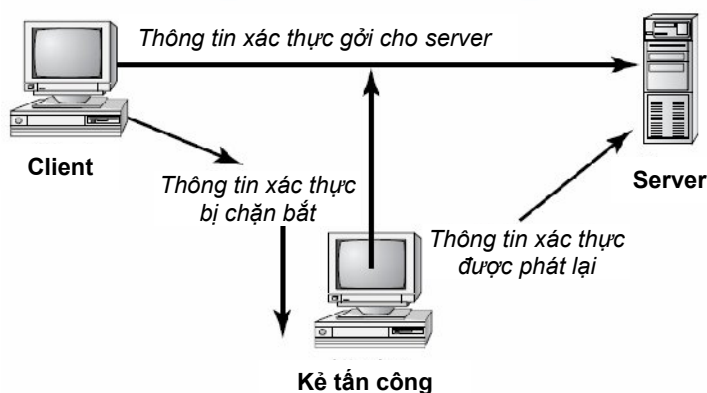 Thông tin xác thực gởi cho server
Client
Server
Thông tin xác thực
bị chặn bắt
Thông tin xác thực
được phát lại
Kẻ tấn công